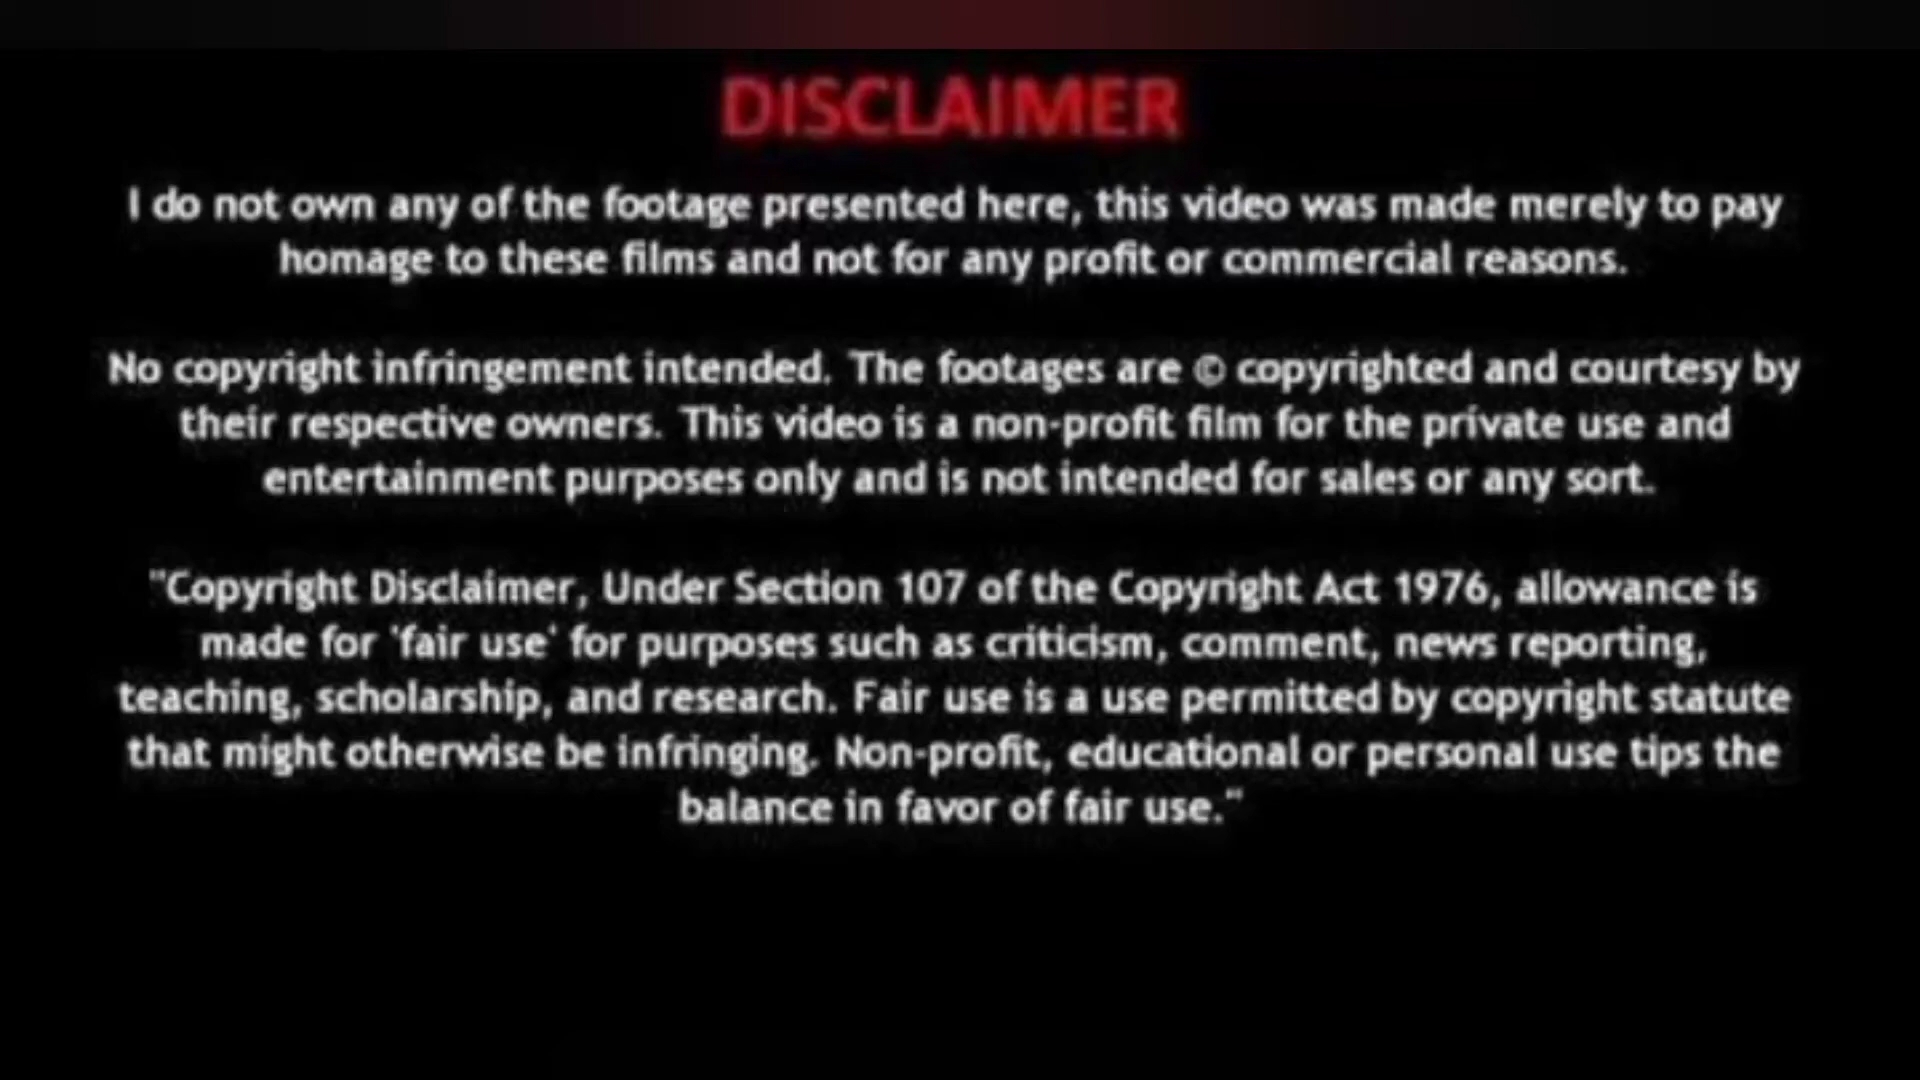 DISCLAIMER
I do not own any of the footage presented here, this video was made merely to pay
homage to these films and not for any profit or commercial reasons.
No copyright infringement intended. The footages are © copyrighted and courtesy by
their respective owners. This video is a non-profit film for the private use and
entertainment purposes only and is not intended for sales or any sort.
"Copyright Disclaimer, Under Section 107 of the Copyright Act 1976, allowance is
made for 'fair use' for purposes such as criticism, comment, news reporting,
teaching, scholarship, and research. Fair use is a use permitted by copyright statute
that might otherwise be infringing. Non-profit, educational or personal use tips the
balance in favor of fair use."